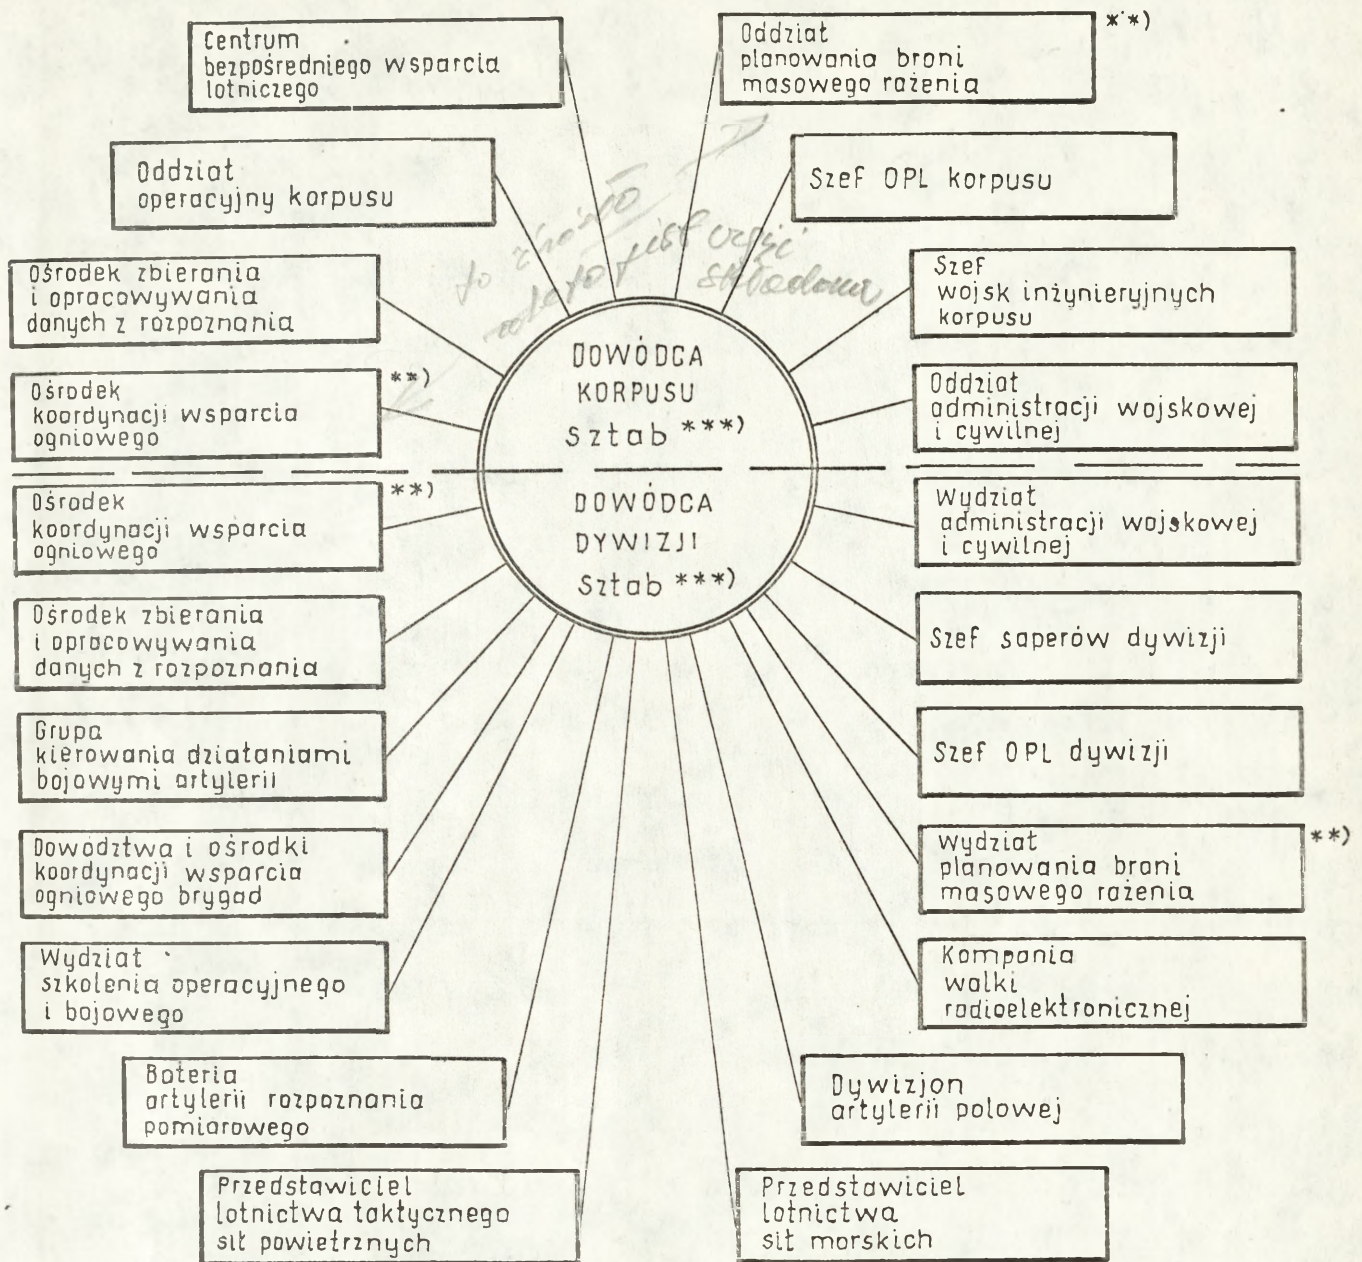 Centrum
bezpośredniego wsparcia
lotniczego
Oddział
planowania broni
masowego rażenia
**)
Oddział
operacyjny korpusu
Szef OPL korpusu
Ośrodek zbierania
i opracowywania
danych z rozpoznania
Szef
wojsk inżynieryjnych
korpusu
Ośrodek
koordynacji wsparcia
ogniowego
**)
Oddział
administracji wojskowej
i cywilnej
to
jest część
składowa
DOWÓDCA
KORPUSU
Sztab ***)
DOWÓDCA
DYWIZJI
Sztab ***)
Ośrodek
koordynacji wsparcia
ogniowego
**)
Wydział
administracji wojskowej
i cywilnej
Ośrodek zbierania
i opracowywania
danych z rozpoznania
Szef saperów dywizji
Grupa
kierowania działaniami
bojowymi artylerii
Szef OPL dywizji
Dowództwa i ośrodki
koordynacji wsparcia
ogniowego brygad
Wydział
planowania broni
masowego rażenia
**)
Wydział
szkolenia operacyjnego
i bojowego
Kompania
walki
radioelektronicznej
Bateria
artylerii rozpoznania
pomiarowego
Dywizjon
artylerii polowej
Przedstawiciel
lotnictwa taktycznego
sił powietrznych
Przedstawiciel
lotnictwa
sił morskich